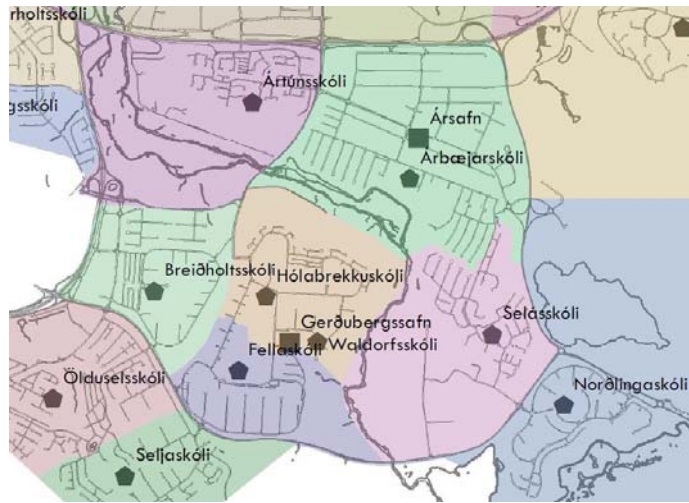 rholtsskóli
Ártúnsskóli
gsskóli
Ársafn
Árbæjarskóli
Breiðholtsskóli
Hólabrekkuskóli
Selásskóli
Gerðubergssafn
Waldorfsskóli
Fellaskóli
Ölduselsskóli
Norðlingaskóli
Seljaskóli